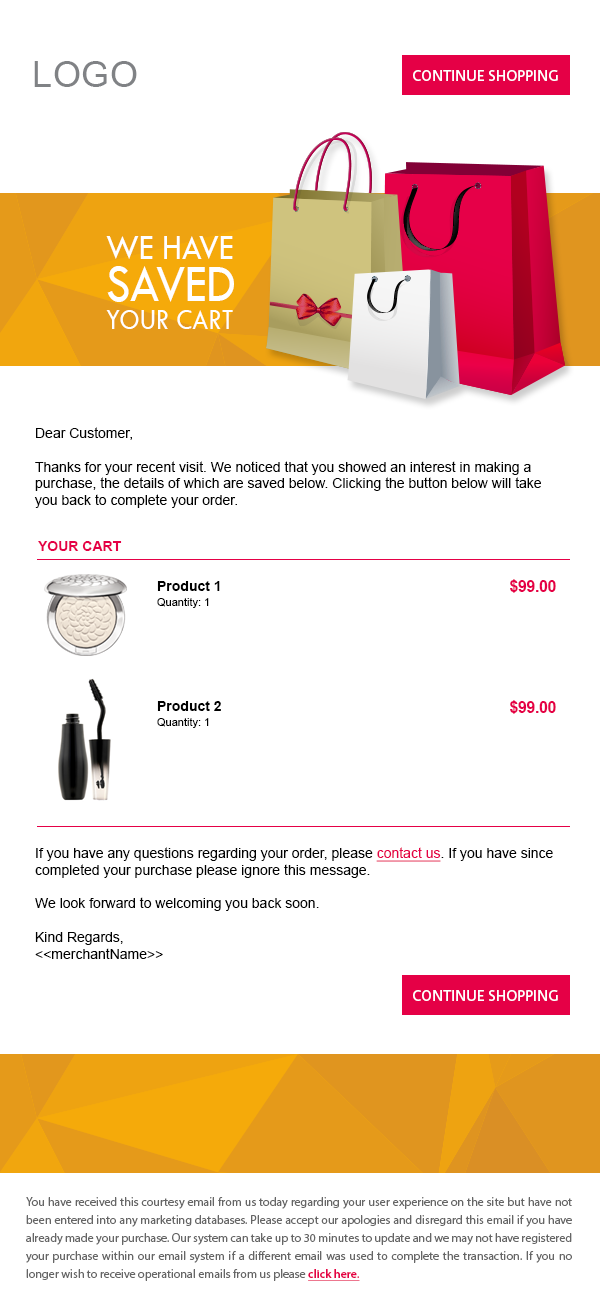 LOGO
CONTINUE SHOPPING
WE HAVE
SAVED
YOUR CART
Dear Customer,
Thanks for your recent visit. We noticed that you showed an interest in making a
purchase, the details of which are saved below. Clicking the button below will take
you back to complete your order.
YOUR CART
Product 1
$99.00
Quantity: 1
Product 2
$99.00
Quantity: 1
If you have any questions regarding your order, please contact us. If you have since
completed your purchase please ignore this message.
We look forward to welcoming you back soon.
Kind Regards,
<<merchantName>>
CONTINUE SHOPPING
You have received this courtesy email from us today regarding your user experience on the site but have not
been entered into any marketing databases. Please accept our apologies and disregard this email if you have
already made your purchase. Our system can take up to 30 minutes to update and we may not have registered
your purchase within our email system if a different email was used to complete the transaction. If you no
longer wish to receive operational emails from us please click here.